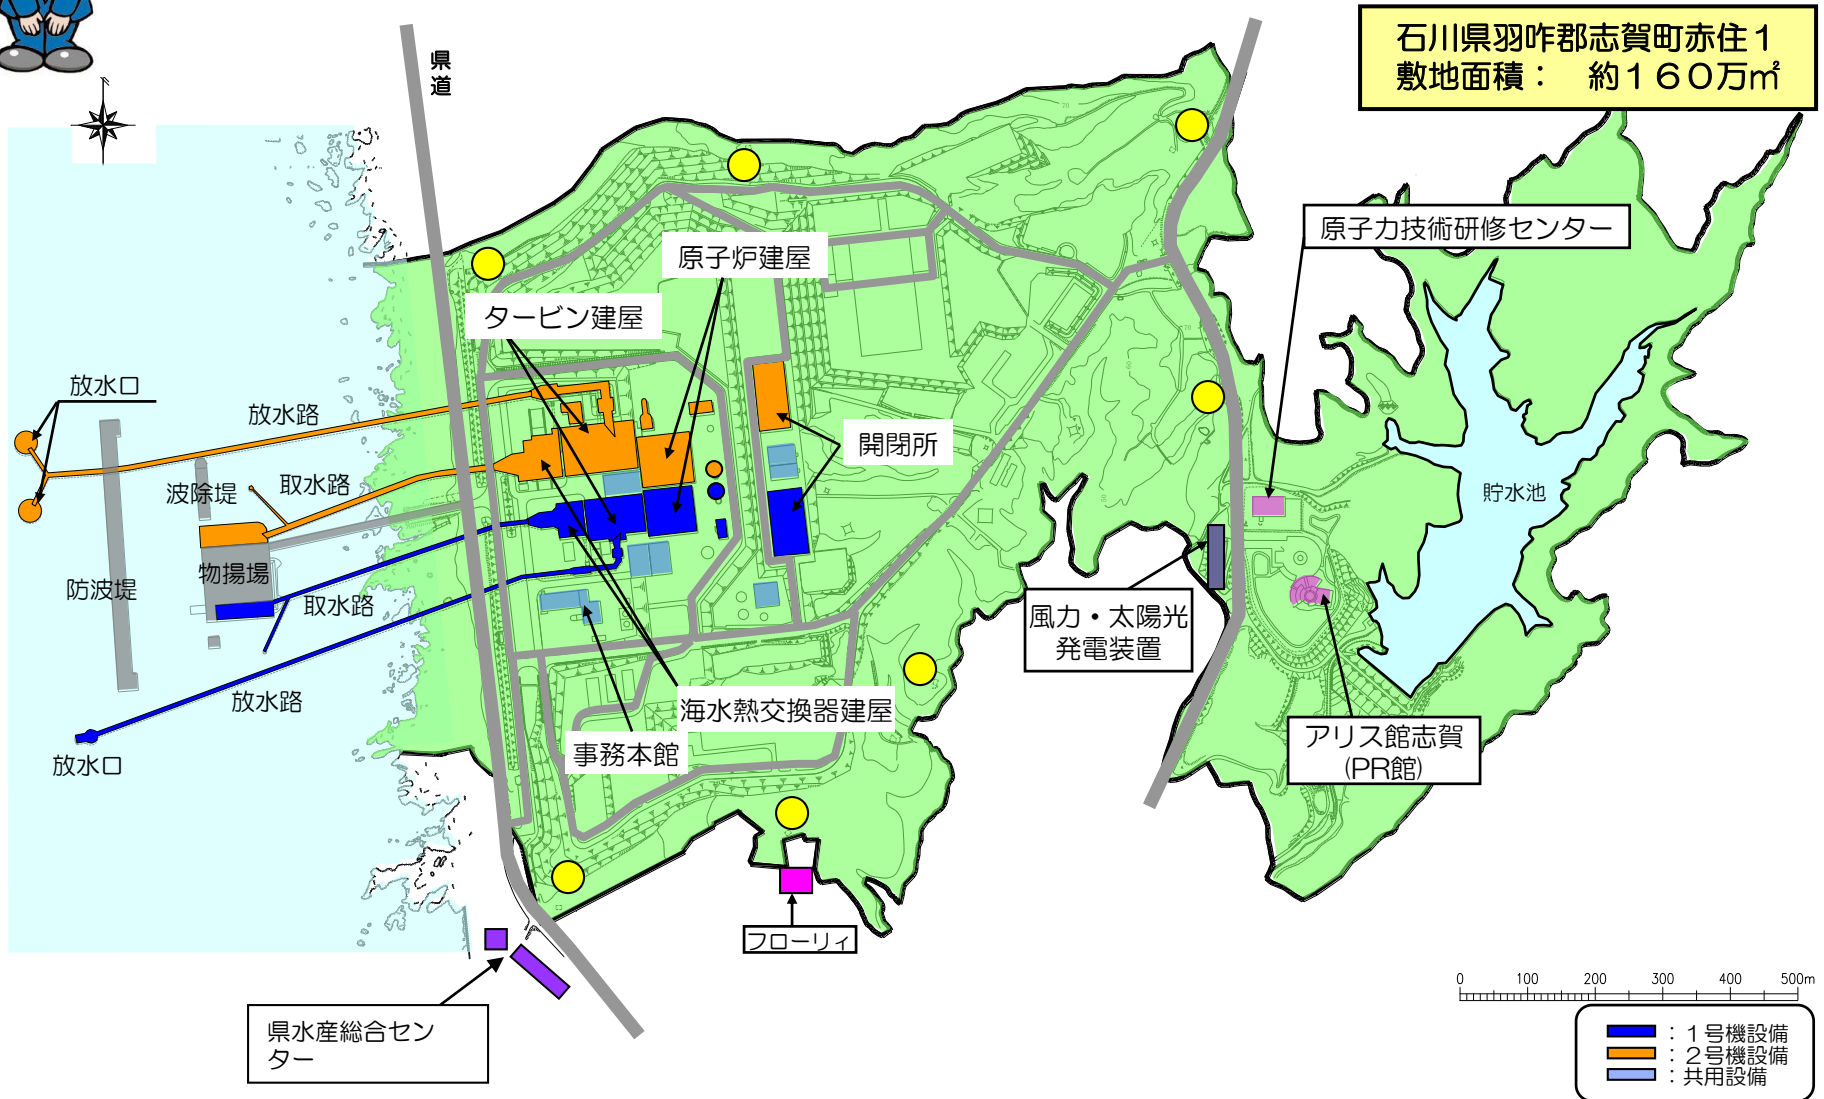 石川県羽咋郡志賀町赤住１
敷地面積：　約１６０万㎡
県道
原子力技術研修センター
原子炉建屋
タービン建屋
放水口
放水路
開閉所
波除堤
取水路
貯水池
物揚場
防波堤
取水路
風力・太陽光
発電装置
放水路
海水熱交換器建屋
事務本館
アリス館志賀
(PR館)
放水口
フローリィ
県水産総合セン
ター
0 100 200 300 400 500m
：１号機設備
：２号機設備
：共用設備